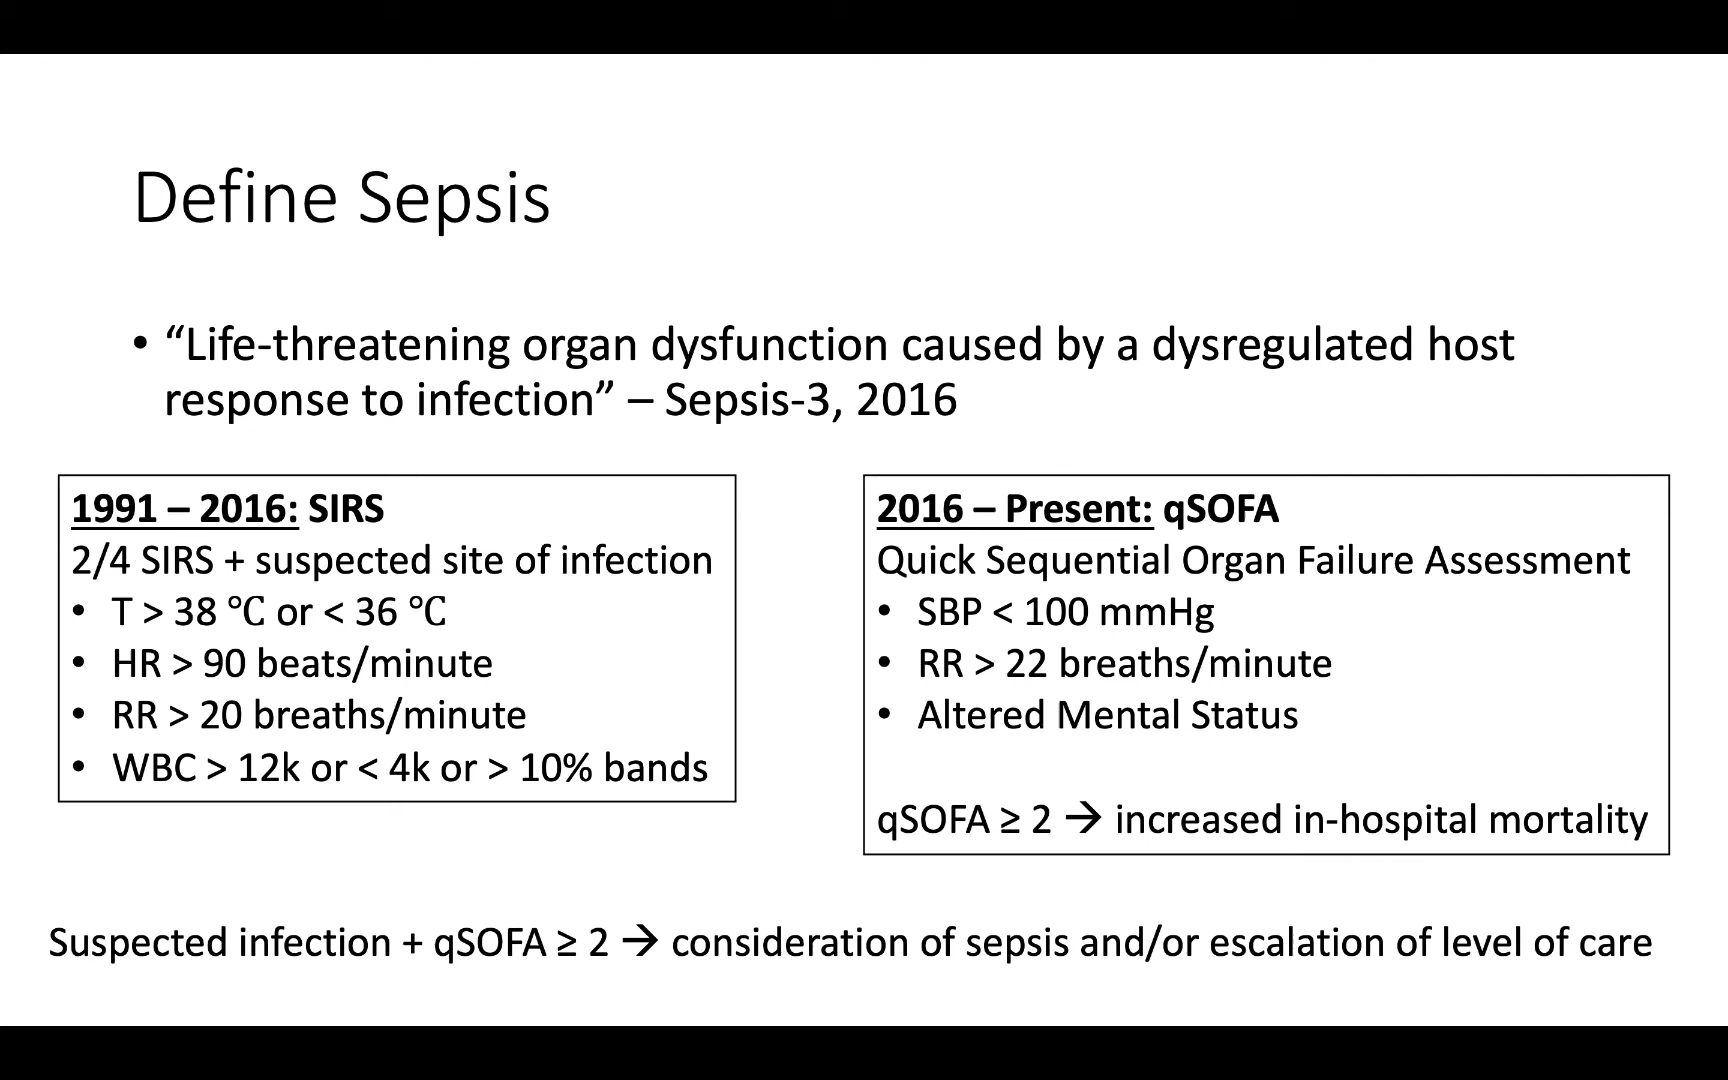 Define Sepsis
• “Life-threatening organ dysfunction caused by a dysregulated host
response to infection” – Sepsis-3, 2016
1991 – 2016: SIRS
2/4 SIRS + suspected site of infection
• T > 38 ℃ or < 36 ℃
• HR > 90 beats/minute
• RR > 20 breaths/minute
• WBC > 12k or < 4k or > 10% bands
2016 – Present: qSOFA
Quick Sequential Organ Failure Assessment
• SBP < 100 mmHg
• RR > 22 breaths/minute
• Altered Mental Status
qSOFA ≥ 2 → increased in-hospital mortality
Suspected infection + qSOFA ≥ 2 → consideration of sepsis and/or escalation of level of care